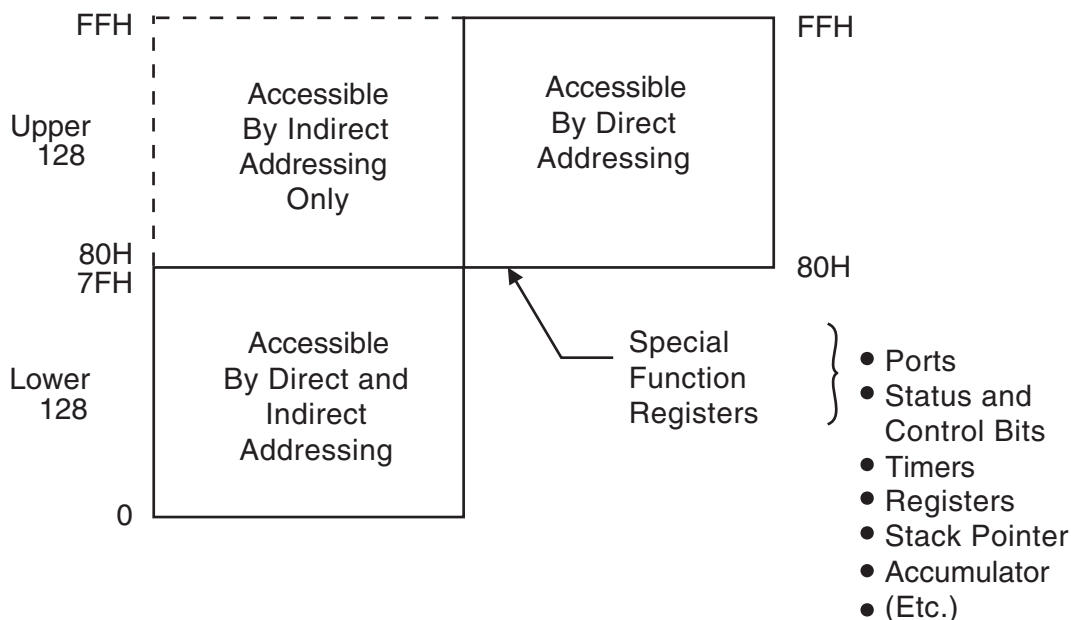 FFH
Upper
128
80H
7FH
Lower
128
0
Accessible
By Indirect
Addressing
Only
Accessible
By Direct
Addressing
FFH
80H
Accessible
By Direct and
Indirect
Addressing
Special
Function
Registers
• Ports
• Status and
Control Bits
• Timers
• Registers
• Stack Pointer
• Accumulator
• (Etc.)